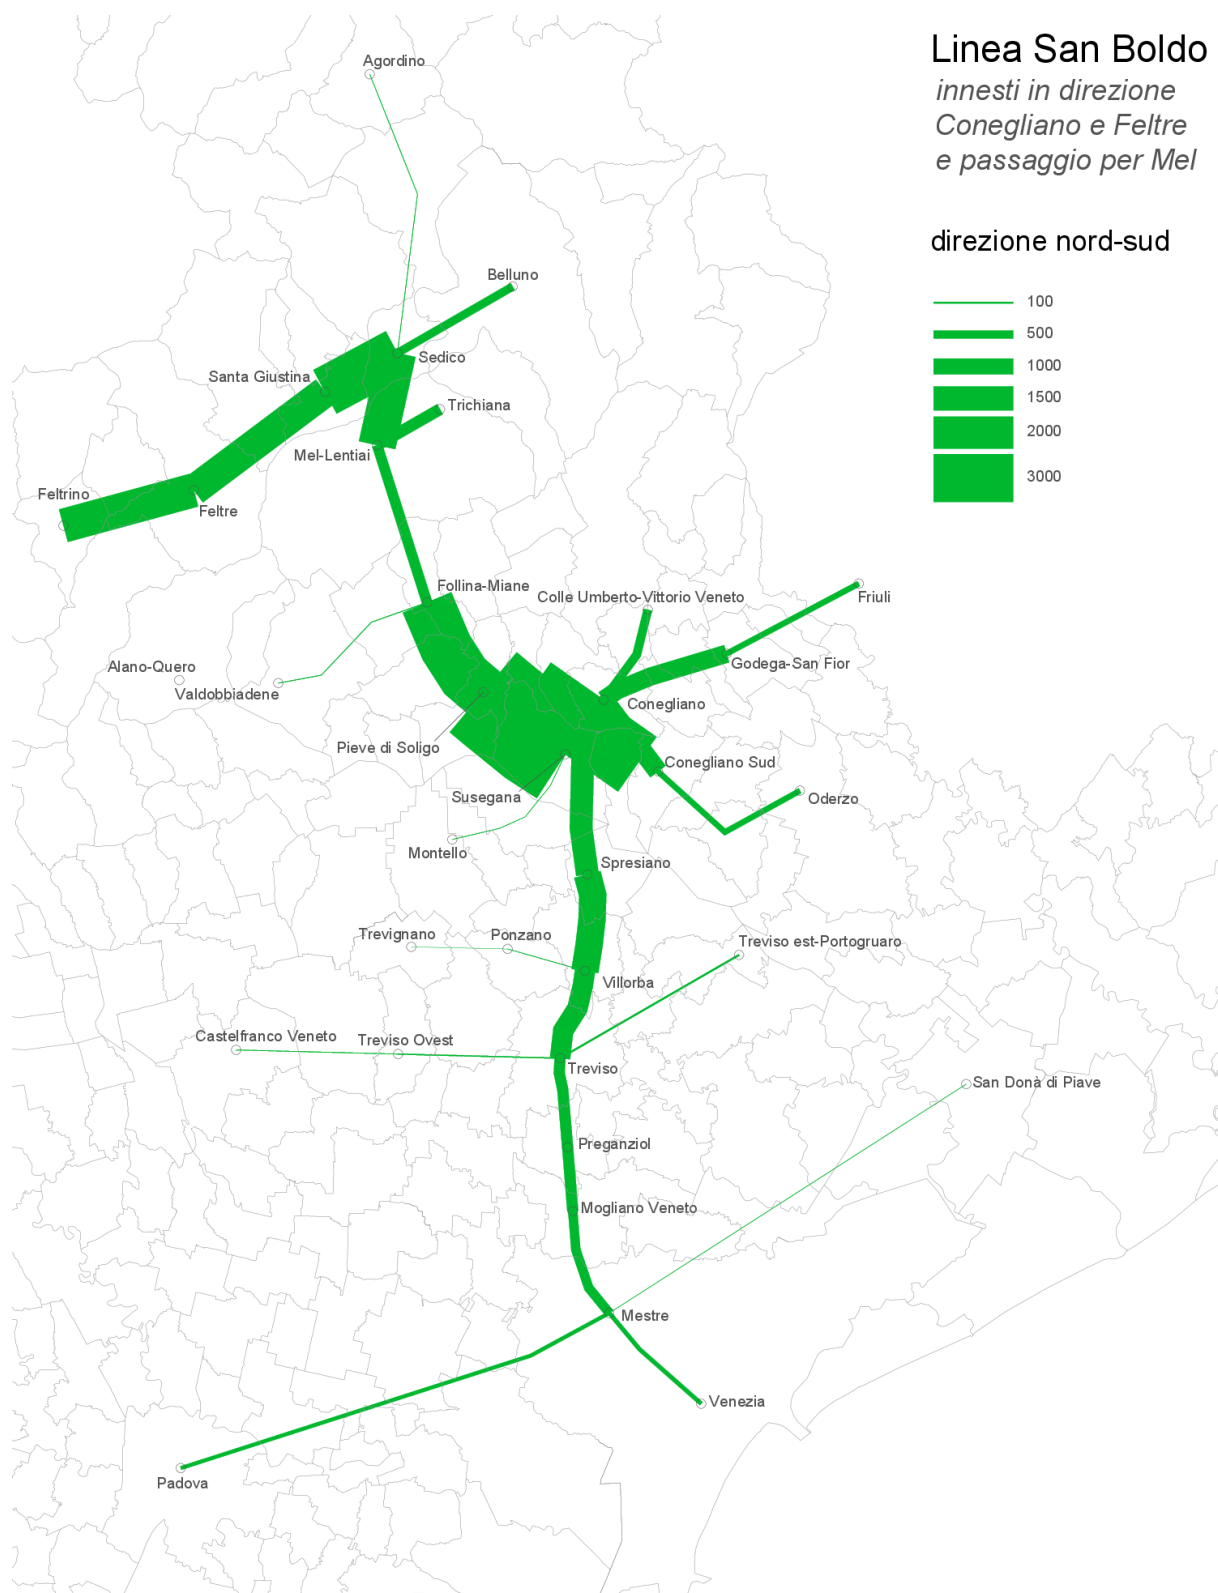 Linea San Boldo
innesti in direzione
Conegliano e Feltre
e passaggio per Mel
direzione nord-sud
100
500
1000
1500
2000
3000
Agordino
Belluno
Sedico
Santa Giustina
Trichiana
Mel-Lentiai
Feltrino
Feltre
Follina-Miane
Colle Umberto-Vittorio Veneto
Friuli
Alano-Quero
Godega-San Fior
Valdobbiadene
Conegliano
Pieve di Soligo
Conegliano Sud
Susegana
Oderzo
Montello
Spresiano
Trevignano
Ponzano
Treviso est-Portogruaro
Villorba
Castelfranco Veneto
Treviso Ovest
Treviso
San Donà di Piave
Preganziol
Mogliano Veneto
Mestre
Venezia
Padova